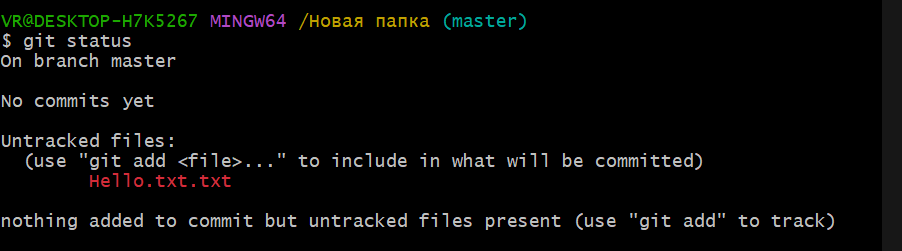 VR@DESKTOP-H7K5267 MINGW64 /Новая папка (master)
$ git status
On branch master
No commits yet
Untracked files:
(use "git add <file>..." to include in what will be committed)
Hello.txt.txt
nothing added to commit but untracked files present (use "git add" to track)